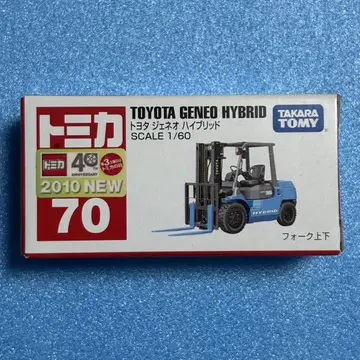 トミカ
TOYOTA GENEO HYBRID
トヨタ ジェネオ ハイブリッド
SCALE 1/60
TAKARA
TOMY
トミカ
40
ANNIVERSARY
2010 NEW
70
HYBRID
フォーク上下